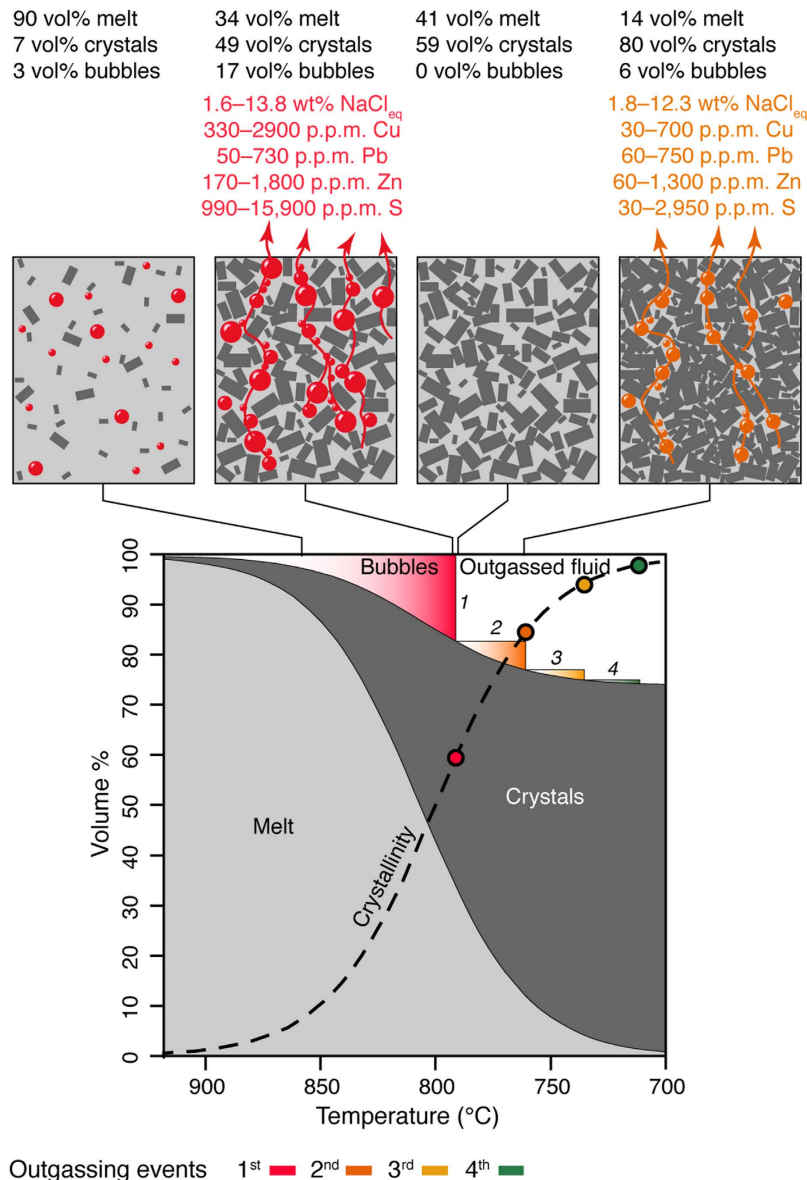 90 vol% melt
7 vol% crystals
3 vol% bubbles
34 vol% melt
49 vol% crystals
17 vol% bubbles
41 vol% melt
59 vol% crystals
0 vol% bubbles
14 vol% melt
80 vol% crystals
6 vol% bubbles
1.6–13.8 wt% NaCleq
330–2900 p.p.m. Cu
50–730 p.p.m. Pb
170–1,800 p.p.m. Zn
990–15,900 p.p.m. S
1.8–12.3 wt% NaCleq
30–700 p.p.m. Cu
60–750 p.p.m. Pb
60–1,300 p.p.m. Zn
30–2,950 p.p.m. S
100
90
80
70
60
50
40
30
20
10
0
Volume %
Bubbles
Outgassed fluid
1
2
3
4
Melt
Crystallinity
Crystals
900
850
800
750
700
Temperature (°C)
Outgassing events 1st 2nd 3rd 4th